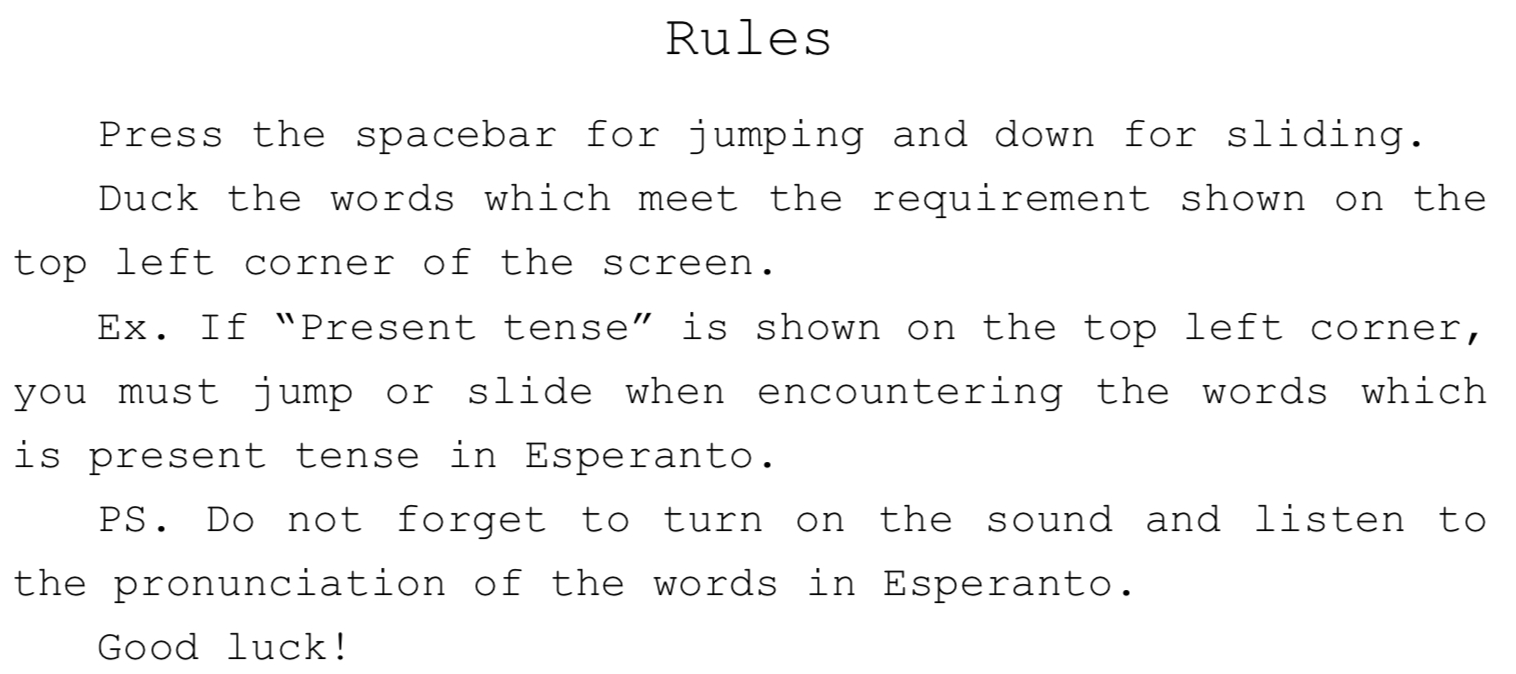 Rules
Press the spacebar for jumping and down for sliding.
Duck the words which meet the requirement shown on the
top left corner of the screen.
Ex. If “Present tense” is shown on the top left corner,
you must jump or slide when encountering the words which
is present tense in Esperanto.
PS. Do not forget to turn on the sound and listen to
the pronunciation of the words in Esperanto.
Good luck!